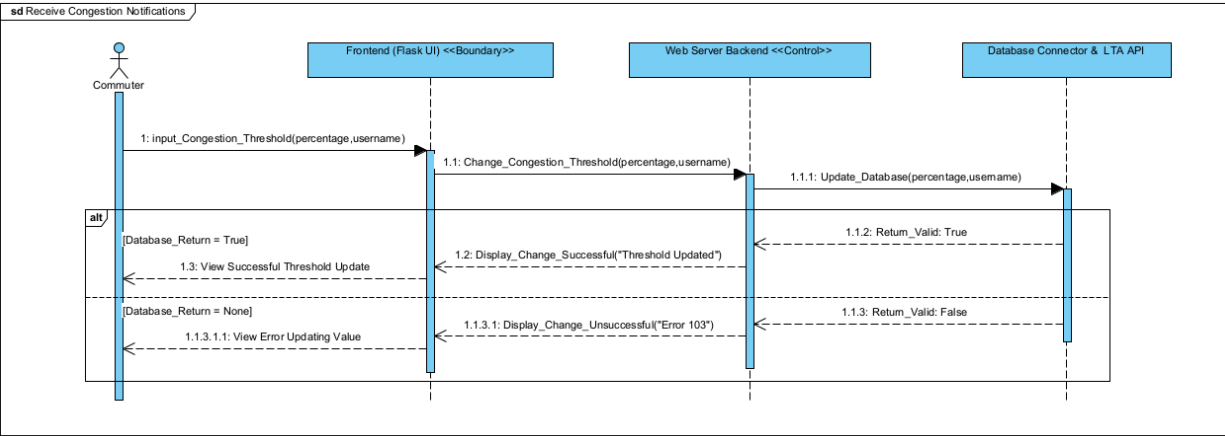 sd Receive Congestion Notifications
Frontend (Flask UI) <<Boundary>>
Web Server Backend <<Control>>
Database Connector & LTA API
Commuter
1: input_Congestion_Threshold(percentage,username)
1.1: Change_Congestion_Threshold(percentage,username)
1.1.1: Update_Database(percentage,username)
alt
[Database_Return = True]
1.1.2: Return_Valid: True
1.2: Display_Change_Successful("Threshold Updated")
1.3: View Successful Threshold Update
[Database_Return = None]
1.1.3: Return_Valid: False
1.1.3.1: Display_Change_Unsuccessful("Error 103")
1.1.3.1.1: View Error Updating Value